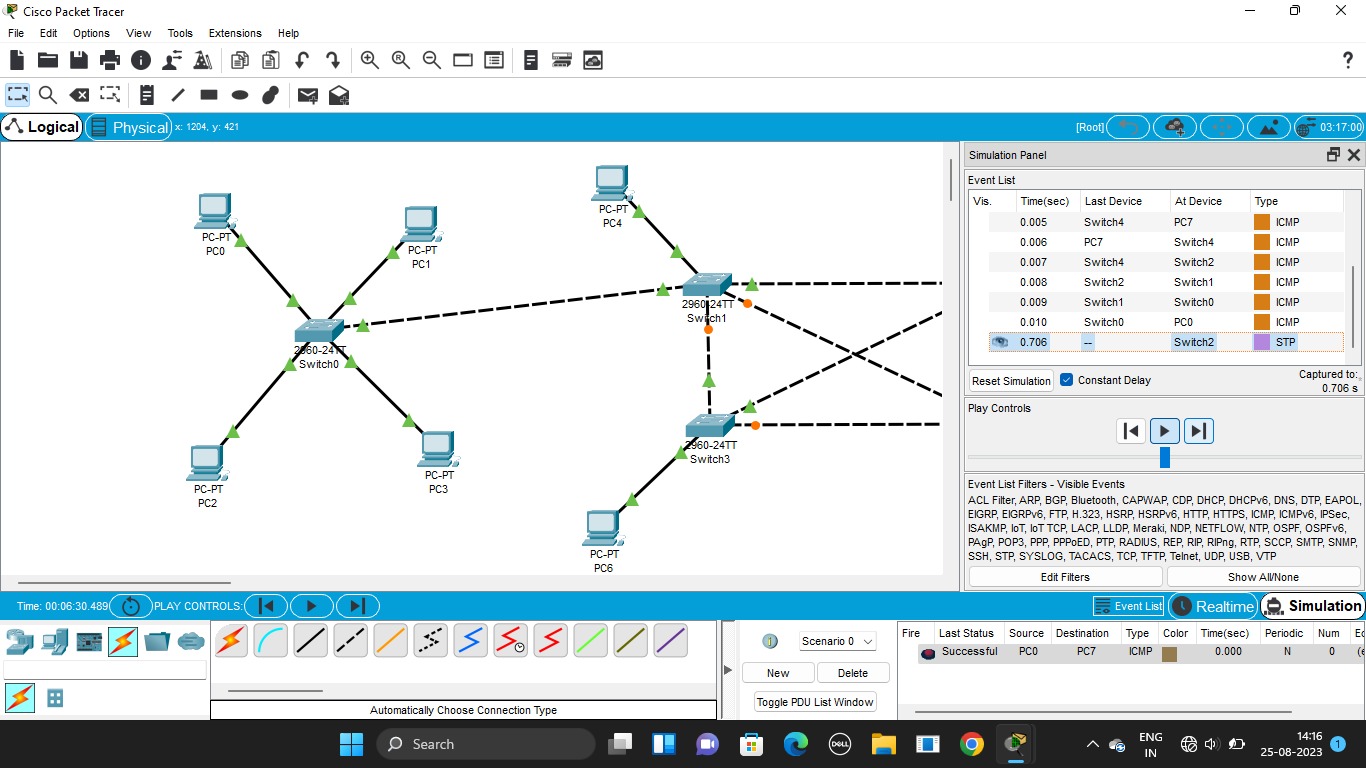 Cisco Packet Tracer
File Edit Options View Tools Extensions Help
Logical Physical x: 1204, y: 421 [Root] 03:17:00
PC-PT
PC0
PC-PT
PC1
PC-PT
PC4
2960-24TT
Switch0
2960-24TT
Switch1
PC-PT
PC2
PC-PT
PC3
2960-24TT
Switch3
PC-PT
PC6
Simulation Panel
Event List
Vis. Time(sec) Last Device At Device Type
0.005 Switch4 PC7 ICMP
0.006 PC7 Switch4 ICMP
0.007 Switch4 Switch2 ICMP
0.008 Switch2 Switch1 ICMP
0.009 Switch1 Switch0 ICMP
0.010 Switch0 PC0 ICMP
0.706 -- Switch2 STP
Reset Simulation Constant Delay Captured to:
0.706 s
Play Controls
Event List Filters - Visible Events
ACL Filter, ARP, BGP, Bluetooth, CAPWAP, CDP, DHCP, DHCPv6, DNS, DTP, EAPOL,
EIGRP, EIGRPv6, FTP, H.323, HSRP, HSRPv6, HTTP, HTTPS, ICMP, ICMPv6, IPSec,
ISAKMP, IoT, IoT TCP, LACP, LLDP, Meraki, NDP, NETFLOW, NTP, OSPF, OSPFv6,
PAgP, POP3, PPP, PPPoED, PTP, RADIUS, REP, RIP, RIPng, RTP, SCCP, SMTP, SNMP,
SSH, STP, SYSLOG, TACACS, TCP, TFTP, Telnet, UDP, USB, VTP
Edit Filters Show All/None
Time: 00:06:30.489 PLAY CONTROLS: Event List Realtime Simulation
Scenario 0
New Delete
Toggle PDU List Window
Automatically Choose Connection Type
Fire Last Status Source Destination Type Color Time(sec) Periodic Num Ed
Successful PC0 PC7 ICMP 0.000 N 0 (e
Search
DELL
ENG
IN
14:16
25-08-2023
1